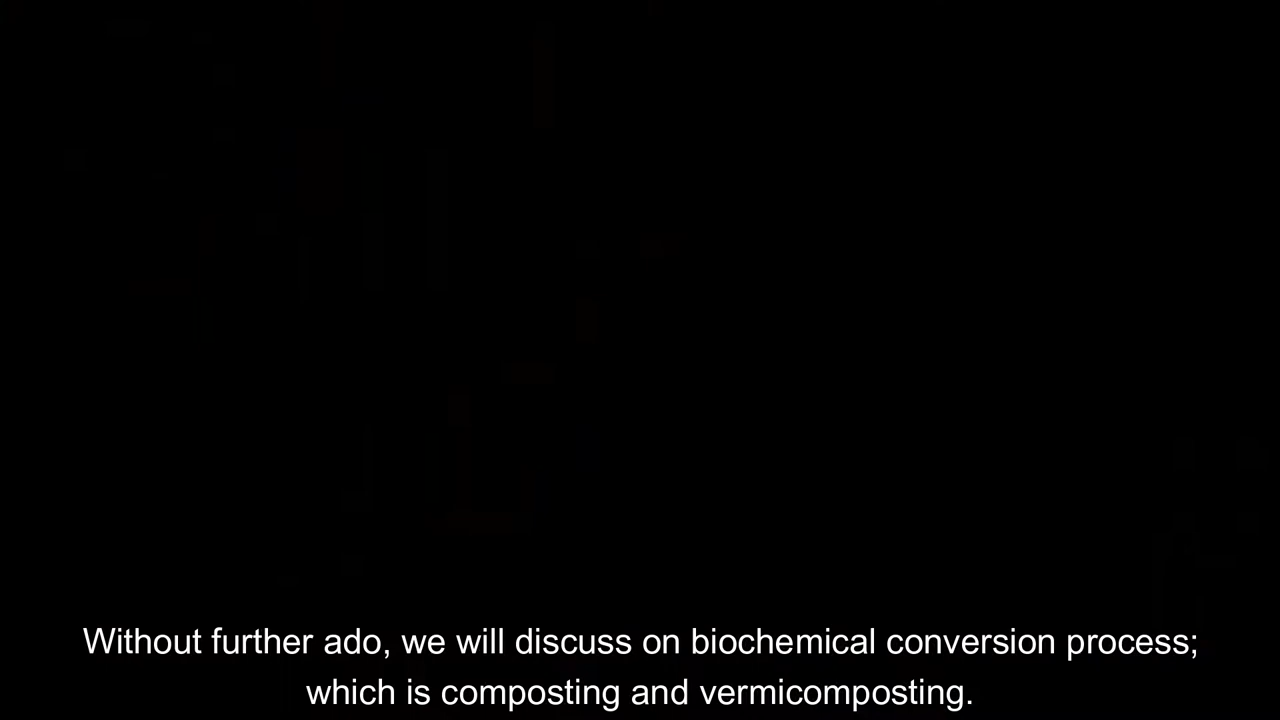 Without further ado, we will discuss on biochemical conversion process;
which is composting and vermicomposting.